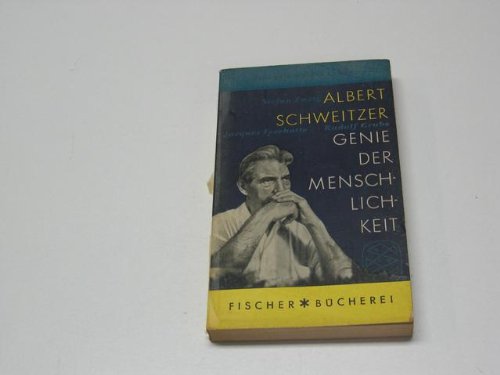 Stefan Zweig
ALBERT
SCHWEITZER
Jacques Feschotte Rudolf Grabs
GENIE
DER
MENSCH-
LICH-
KEIT
FISCHER * BÜCHEREI